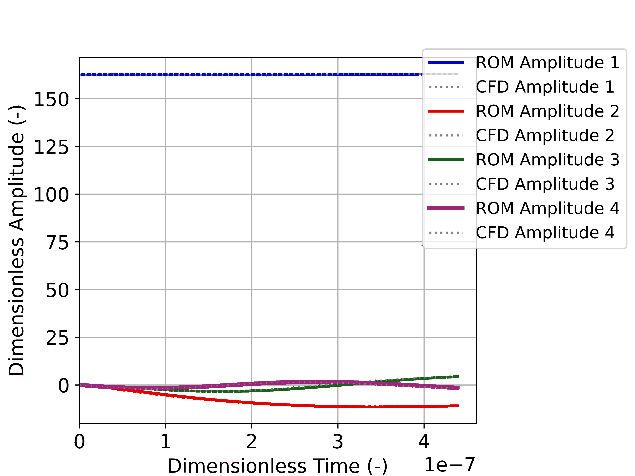 ROM Amplitude 1
CFD Amplitude 1
ROM Amplitude 2
CFD Amplitude 2
ROM Amplitude 3
CFD Amplitude 3
ROM Amplitude 4
CFD Amplitude 4
Dimensionless Amplitude (-)
150
125
100
75
50
25
0
0 1 2 3 4
1e-7
Dimensionless Time (-)